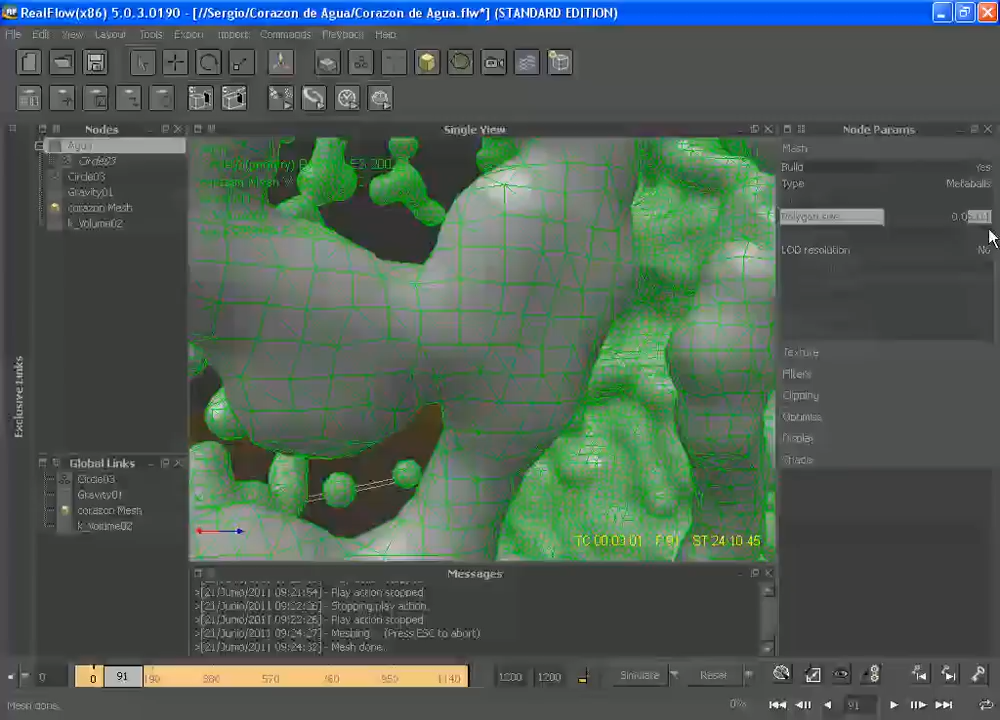 RealFlow(x86) 5.0.3.0190 - [//Sergio/Corazon de Agua/Corazon de Agua.flw*] (STANDARD EDITION)
File Edit View Layout Tools Export Import Commands Playback Help
Nodes
Agua
Circle03
Gravity01
corazon Mesh
k_Volume02
Exclusive Links
Global Links
Circle03
Gravity01
corazon Mesh
k_Volume02
Single View
TC 00:03:01 F 91 ST 24:10:45
Node Params
Mesh
Build Yes
Type Metaballs
Polygon size
LOD resolution No
Texture
Filters
Clipping
Optimise
Display
Shader
Messages
>[21/Junio/2011 09:21:54] - Play action stopped
>[21/Junio/2011 09:22:26] - Stopping play action.
>[21/Junio/2011 09:22:26] - Play action stopped
>[21/Junio/2011 09:24:27] - Meshing... (Press ESC to abort)
>[21/Junio/2011 09:24:32] - Mesh done.
0 0 91 190 380 570 760 950 1140 1200 1200 Simulate Reset
Mesh done.
0% 91